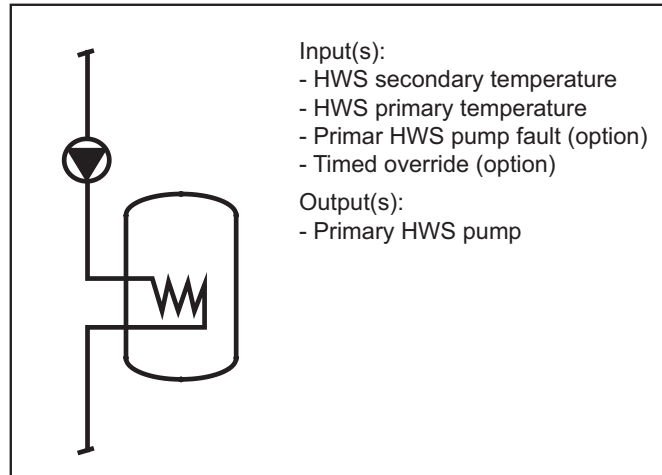 Input(s):
- HWS secondary temperature
- HWS primary temperature
- Primar HWS pump fault (option)
- Timed override (option)
Output(s):
- Primary HWS pump